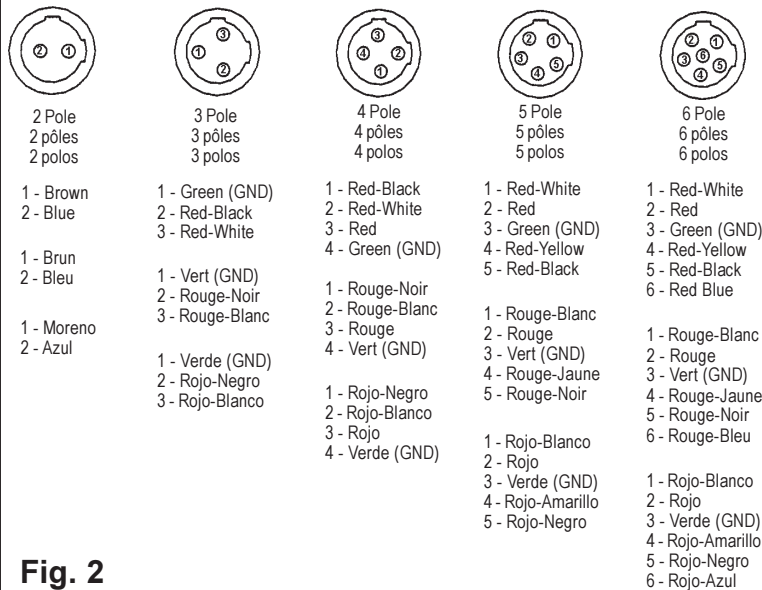 2 1
2 Pole
2 pôles
2 polos
1 - Brown
2 - Blue
1 - Brun
2 - Bleu
1 - Moreno
2 - Azul
3
1
2
3 Pole
3 pôles
3 polos
1 - Green (GND)
2 - Red-Black
3 - Red-White
1 - Vert (GND)
2 - Rouge-Noir
3 - Rouge-Blanc
1 - Verde (GND)
2 - Rojo-Negro
3 - Rojo-Blanco
3
4 2
1
4 Pole
4 pôles
4 polos
1 - Red-Black
2 - Red-White
3 - Red
4 - Green (GND)
1 - Rouge-Noir
2 - Rouge-Blanc
3 - Rouge
4 - Vert (GND)
1 - Rojo-Negro
2 - Rojo-Blanco
3 - Rojo
4 - Verde (GND)
2 1
3 5
4
5 Pole
5 pôles
5 polos
1 - Red-White
2 - Red
3 - Green (GND)
4 - Red-Yellow
5 - Red-Black
1 - Rouge-Blanc
2 - Rouge
3 - Vert (GND)
4 - Rouge-Jaune
5 - Rouge-Noir
1 - Rojo-Blanco
2 - Rojo
3 - Verde (GND)
4 - Rojo-Amarillo
5 - Rojo-Negro
2 1
3 6 5
4
6 Pole
6 pôles
6 polos
1 - Red-White
2 - Red
3 - Green (GND)
4 - Red-Yellow
5 - Red-Black
6 - Red Blue
1 - Rouge-Blanc
2 - Rouge
3 - Vert (GND)
4 - Rouge-Jaune
5 - Rouge-Noir
6 - Rouge-Bleu
1 - Rojo-Blanco
2 - Rojo
3 - Verde (GND)
4 - Rojo-Amarillo
5 - Rojo-Negro
6 - Rojo-Azul
Fig. 2